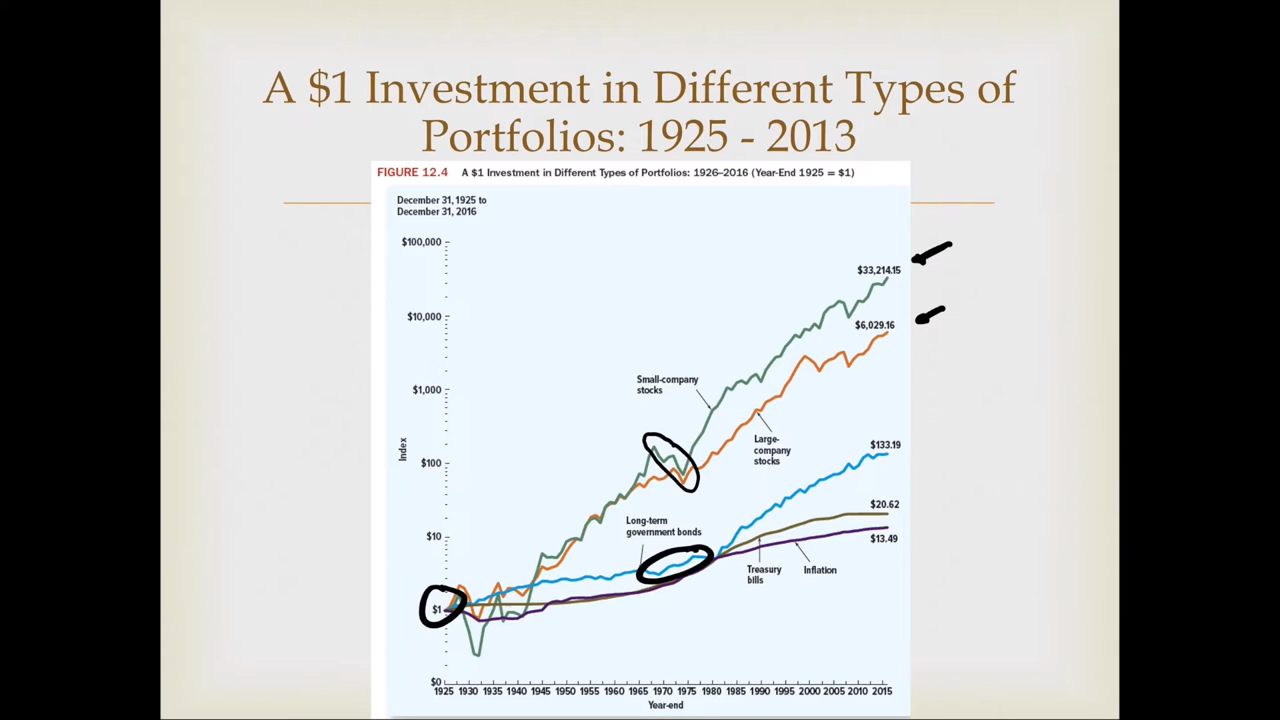 A $1 Investment in Different Types of
Portfolios: 1925 - 2013
FIGURE 12.4 A $1 Investment in Different Types of Portfolios: 1926–2016 (Year-End 1925 = $1)
December 31, 1925 to
December 31, 2016
$100,000
$33,214.15
$10,000
$6,029.16
Small-company
stocks
$1,000
Large-
company
stocks
Index
$133.19
$100
$20.62
Long-term
government bonds
$10
$13.49
Treasury
bills
Inflation
$1
$0
1925 1930 1935 1940 1945 1950 1955 1960 1965 1970 1975 1980 1985 1990 1995 2000 2005 2010 2015
Year-end